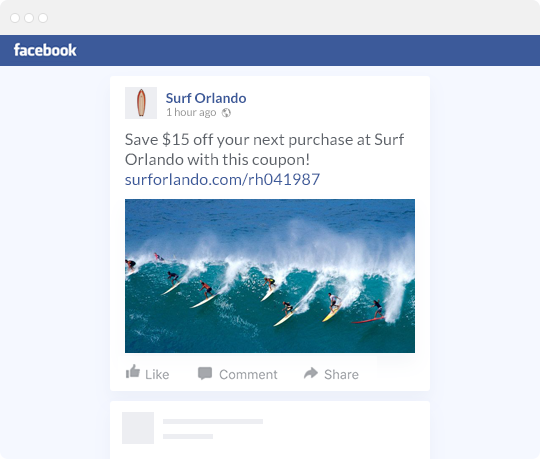 facebook
Surf Orlando
1 hour ago
Save $15 off your next purchase at Surf
Orlando with this coupon!
surforlando.com/rh041987
Like Comment Share